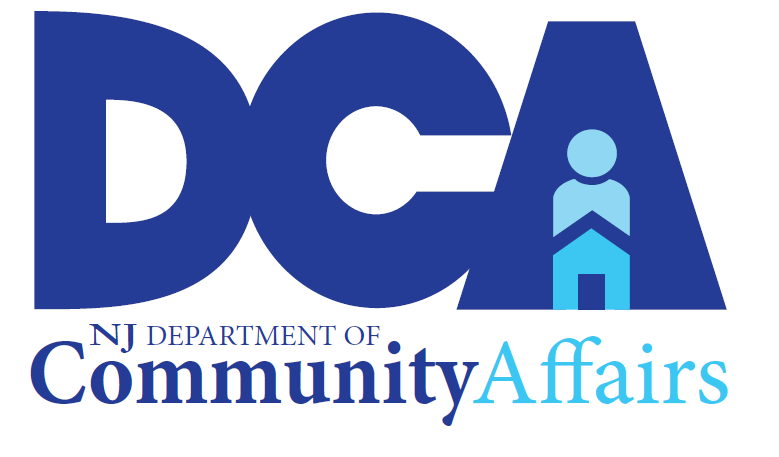 DCA
NJ DEPARTMENT OF
CommunityAffairs